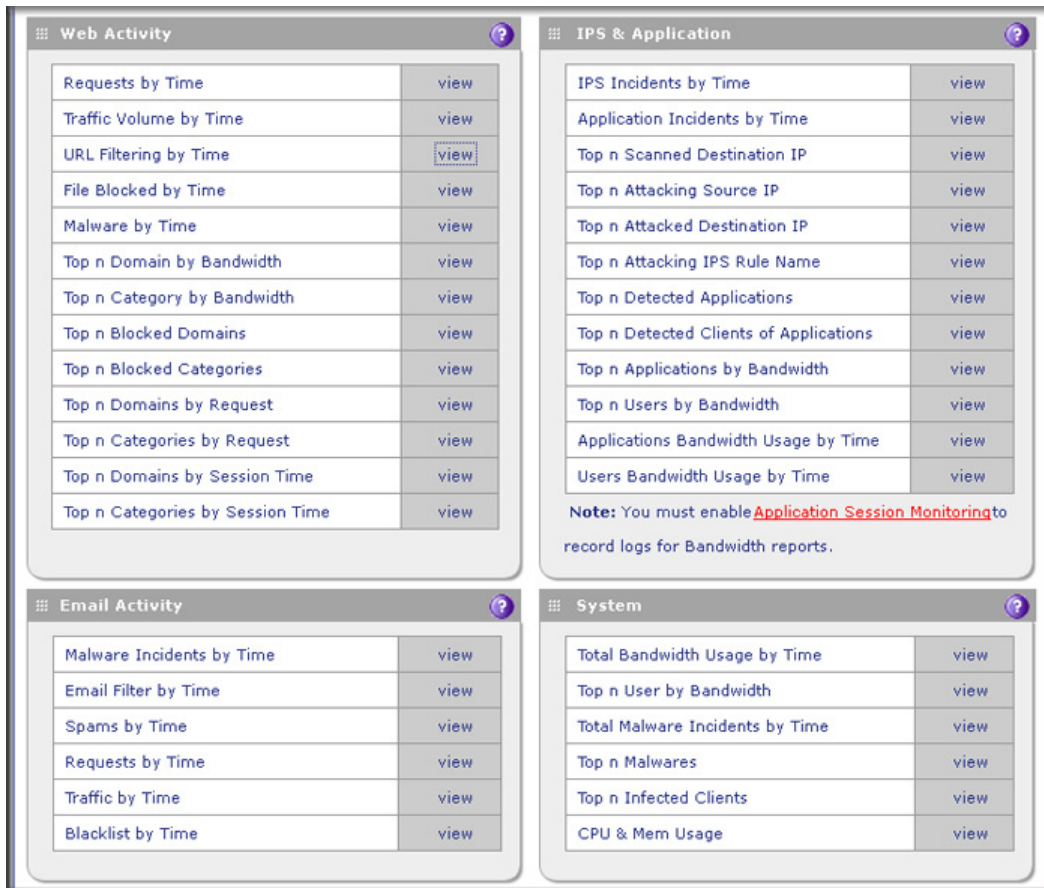 Web Activity
Requests by Time view
Traffic Volume by Time view
URL Filtering by Time view
File Blocked by Time view
Malware by Time view
Top n Domain by Bandwidth view
Top n Category by Bandwidth view
Top n Blocked Domains view
Top n Blocked Categories view
Top n Domains by Request view
Top n Categories by Request view
Top n Domains by Session Time view
Top n Categories by Session Time view
IPS & Application
IPS Incidents by Time view
Application Incidents by Time view
Top n Scanned Destination IP view
Top n Attacking Source IP view
Top n Attacked Destination IP view
Top n Attacking IPS Rule Name view
Top n Detected Applications view
Top n Detected Clients of Applications view
Top n Applications by Bandwidth view
Top n Users by Bandwidth view
Applications Bandwidth Usage by Time view
Users Bandwidth Usage by Time view
Note: You must enable Application Session Monitoring to
record logs for Bandwidth reports.
Email Activity
Malware Incidents by Time view
Email Filter by Time view
Spams by Time view
Requests by Time view
Traffic by Time view
Blacklist by Time view
System
Total Bandwidth Usage by Time view
Top n User by Bandwidth view
Total Malware Incidents by Time view
Top n Malwares view
Top n Infected Clients view
CPU & Mem Usage view